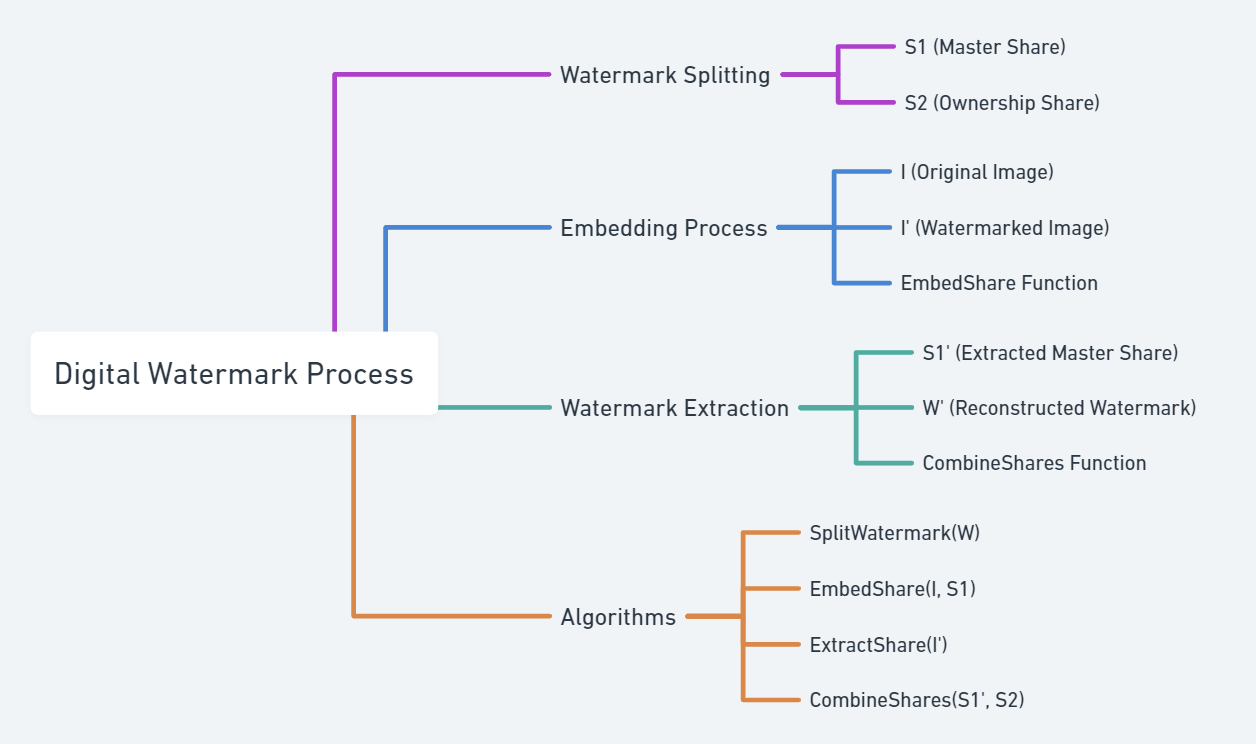 Digital Watermark Process
Watermark Splitting
S1 (Master Share)
S2 (Ownership Share)
Embedding Process
I (Original Image)
I' (Watermarked Image)
EmbedShare Function
Watermark Extraction
S1' (Extracted Master Share)
W' (Reconstructed Watermark)
CombineShares Function
Algorithms
SplitWatermark(W)
EmbedShare(I, S1)
ExtractShare(I')
CombineShares(S1', S2)